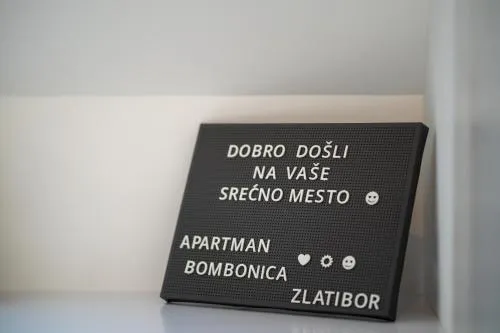 DOBRO DOŠLI
NA VAŠE
SREĆNO MESTO ☻
APARTMAN
BOMBONICA ♥ ☼ ☻
ZLATIBOR